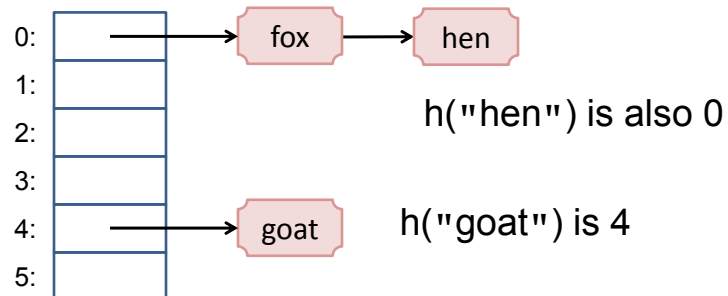 0: fox hen
1:
h("hen") is also 0
2:
3:
4: goat h("goat") is 4
5: